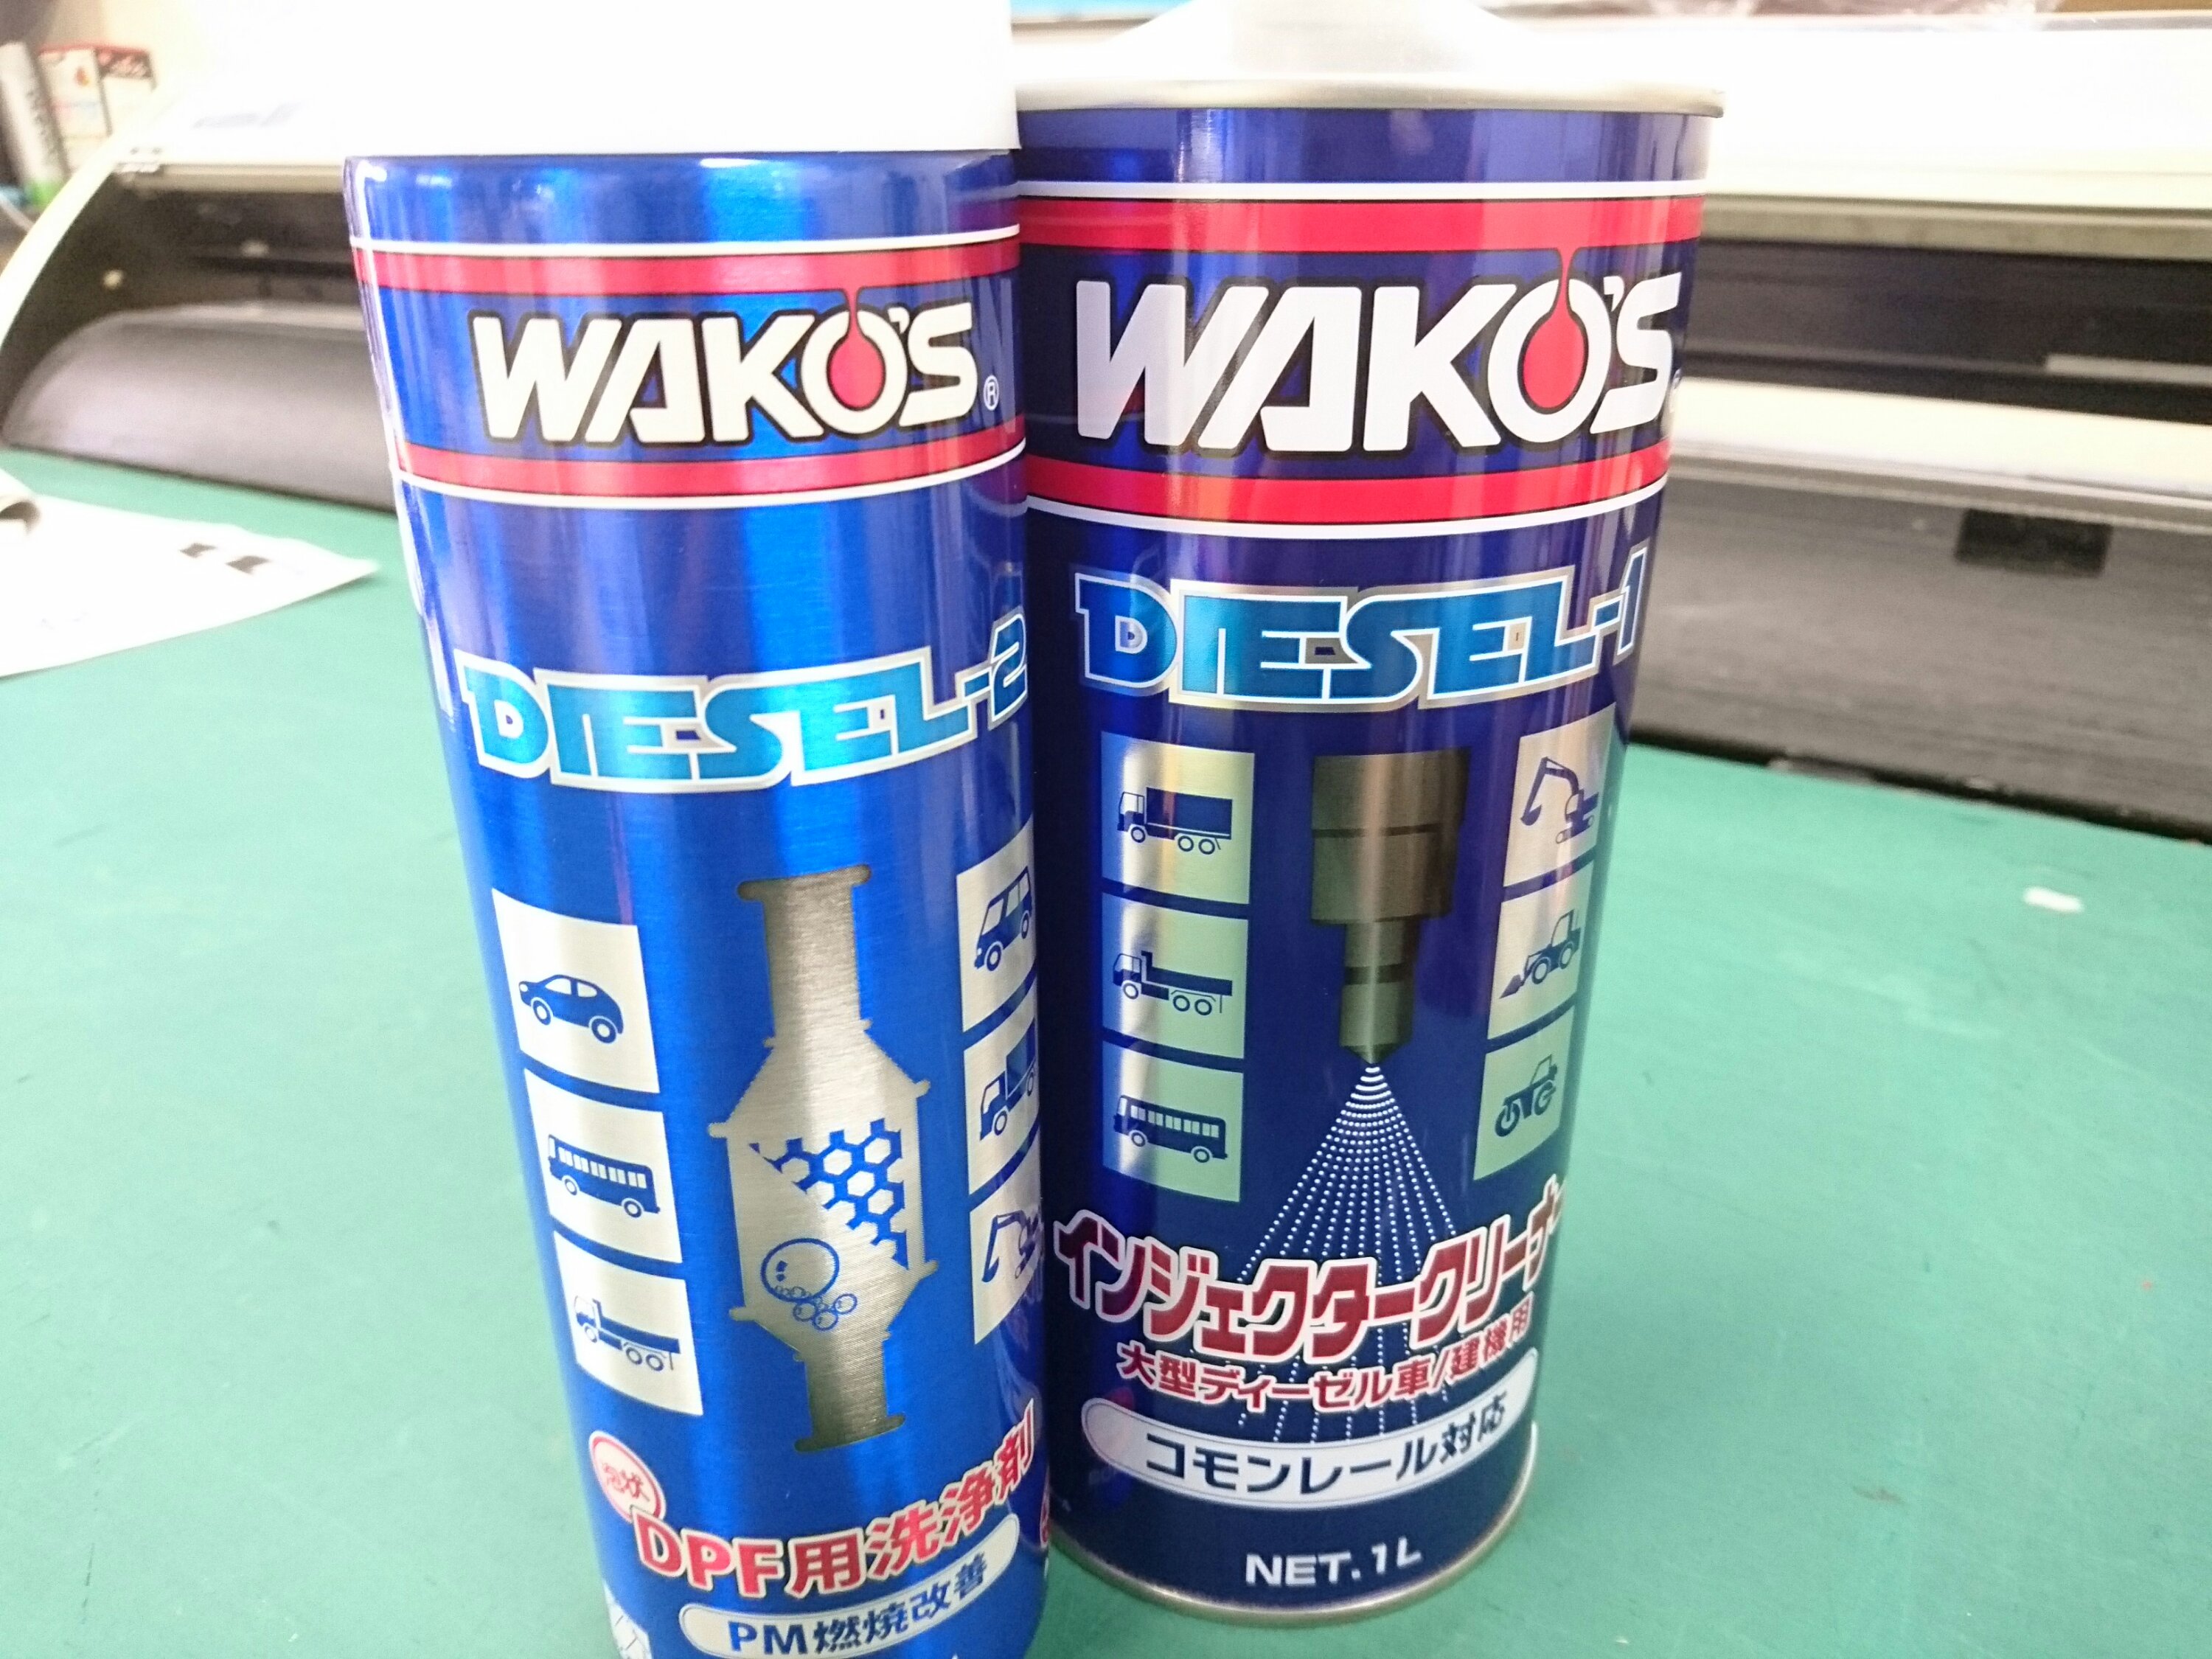 WAKO'S®
DIESEL-2
泡状
DPF用洗浄剤
PM燃焼改善
WAKO'S
DIESEL-1
インジェクタークリーナー
大型ディーゼル車/建機用
コモンレール対応
NET.1L